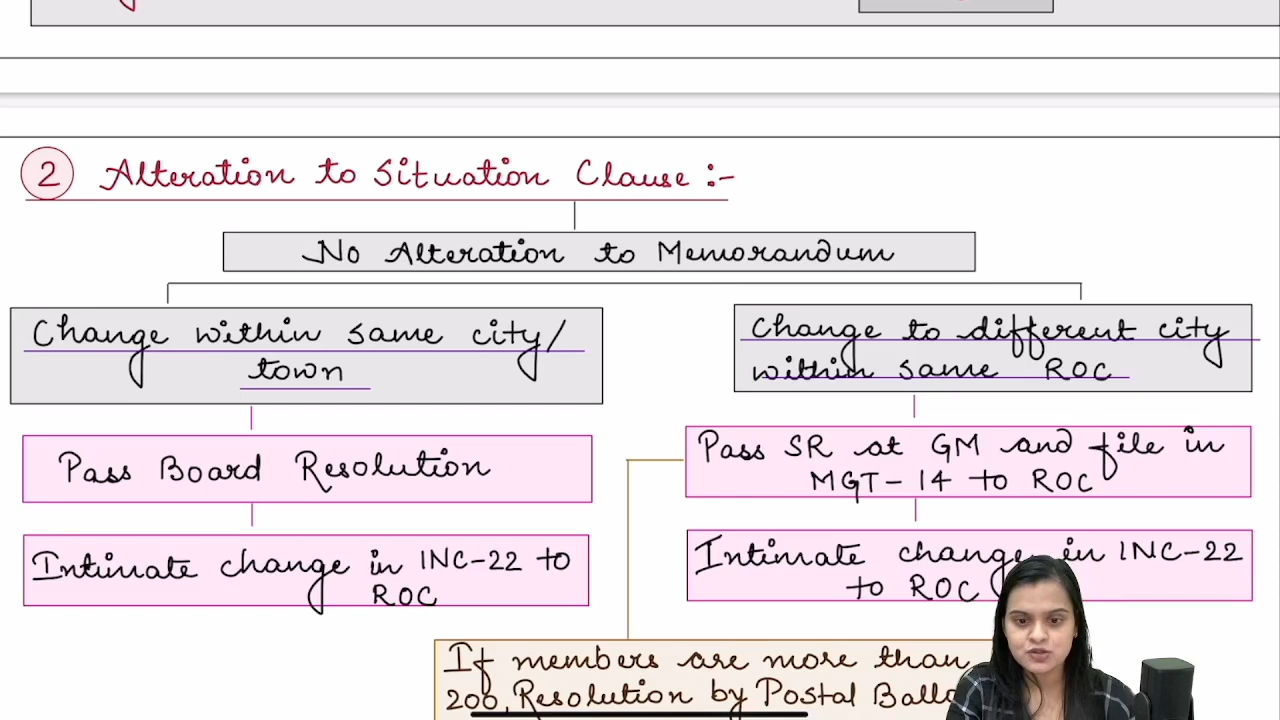 2 Alteration to Situation Clause :-
No Alteration to Memorandum
Change within same city/
town
Pass Board Resolution
Intimate change in INC-22 to
ROC
Change to different city
within same ROC
Pass SR at GM and file in
MGT-14 to ROC
Intimate change in INC-22
to ROC
If members are more than
200, Resolution by Postal